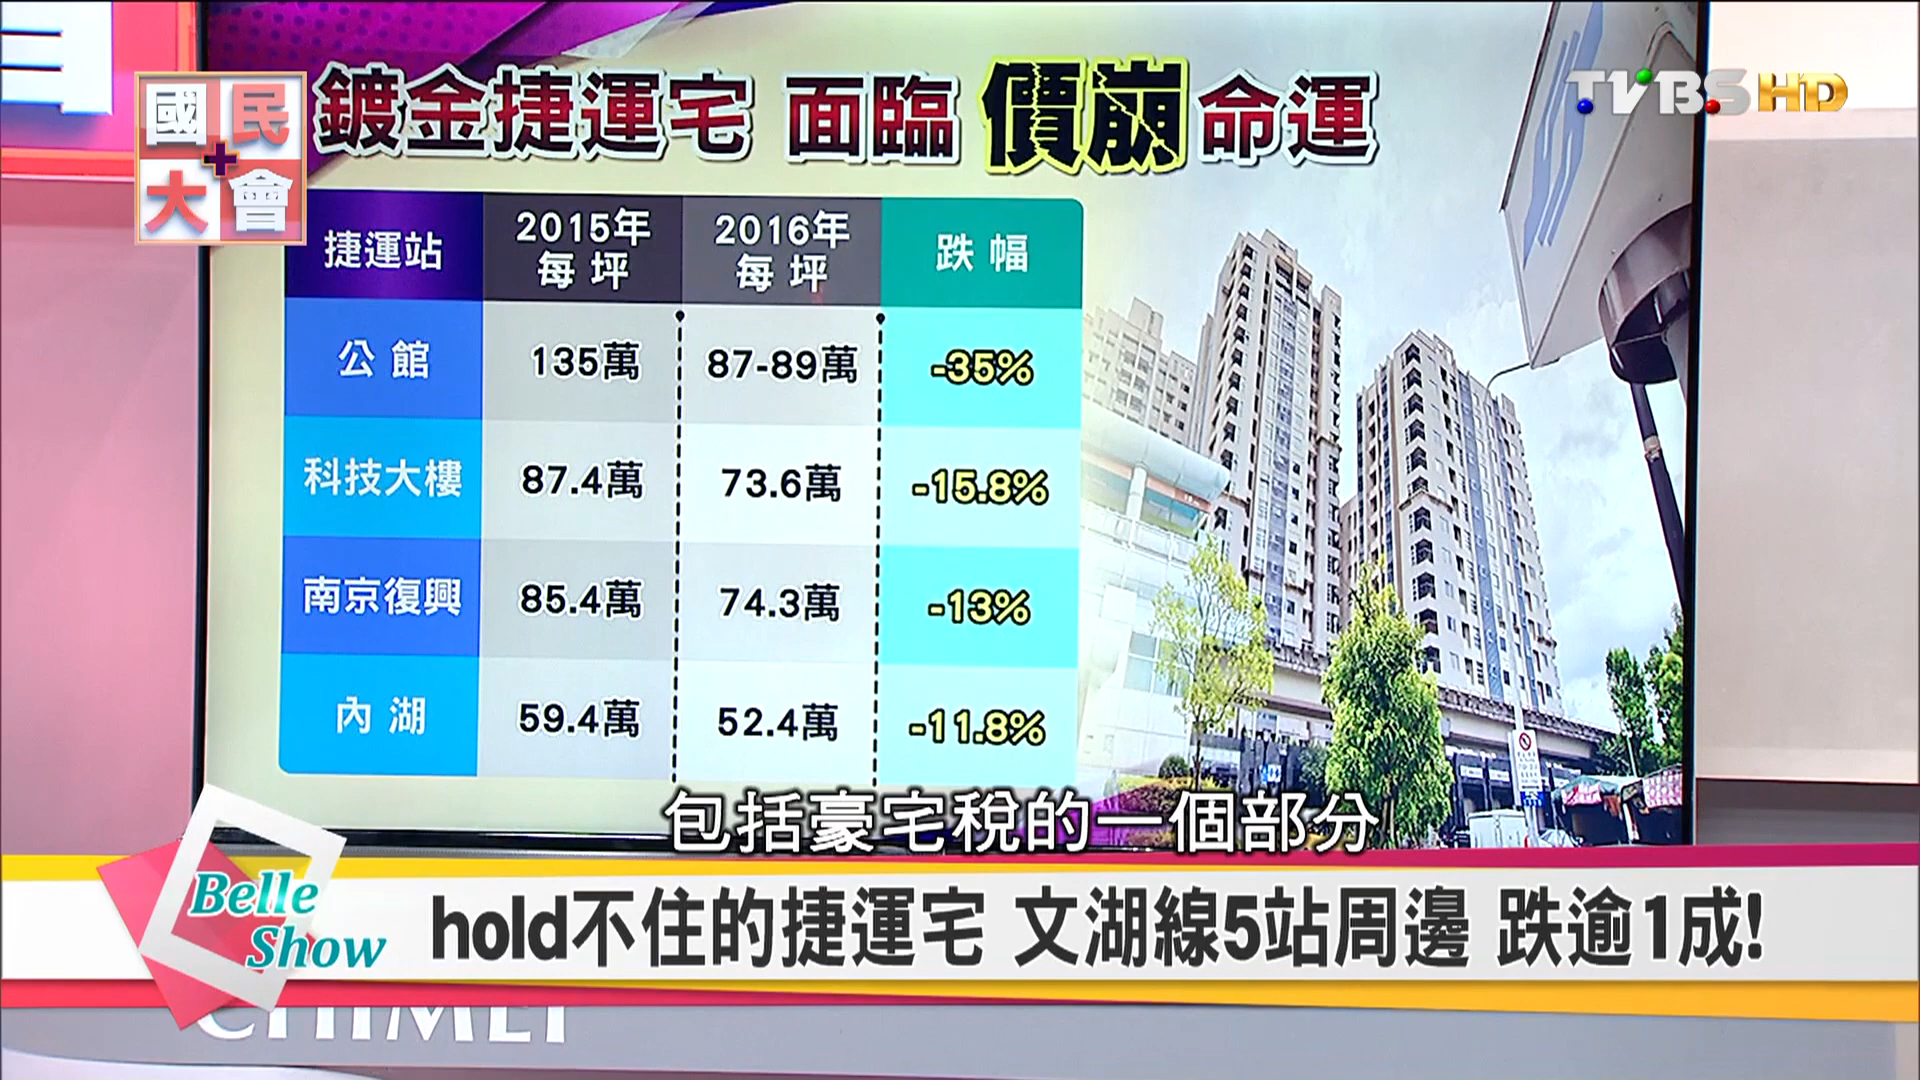 國民
大會
TVBS HD
鍍金捷運宅 面臨 價崩 命運
捷運站 2015年每坪 2016年每坪 跌幅
公館 135萬 87-89萬 -35%
科技大樓 87.4萬 73.6萬 -15.8%
南京復興 85.4萬 74.3萬 -13%
內湖 59.4萬 52.4萬 -11.8%
包括豪宅稅的一個部分
Belle
Show
hold不住的捷運宅 文湖線5站周邊 跌逾1成!
CHIMEI